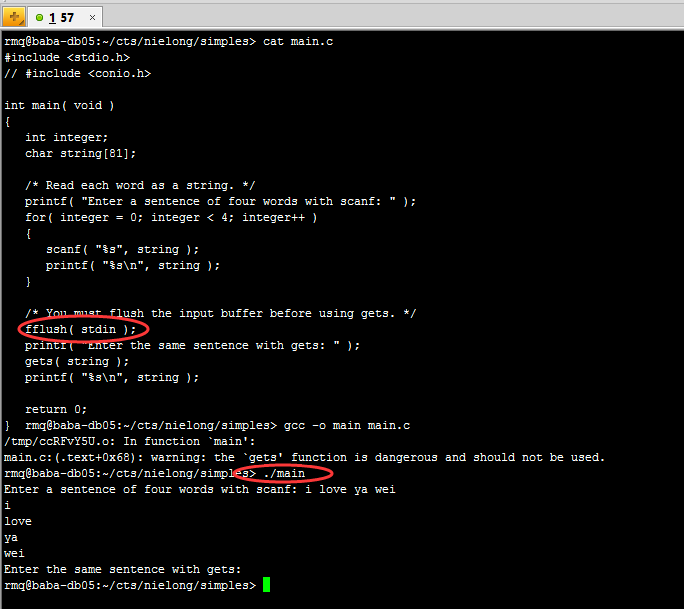 1 57 ×
rmq@baba-db05:~/cts/nielong/simples> cat main.c
#include <stdio.h>
// #include <conio.h>
int main( void )
{
   int integer;
   char string[81];
   /* Read each word as a string. */
   printf( "Enter a sentence of four words with scanf: " );
   for( integer = 0; integer < 4; integer++ )
   {
      scanf( "%s", string );
      printf( "%s\n", string );
   }
   /* You must flush the input buffer before using gets. */
   fflush( stdin );
   printf( "Enter the same sentence with gets: " );
   gets( string );
   printf( "%s\n", string );
   return 0;
}  rmq@baba-db05:~/cts/nielong/simples> gcc -o main main.c
/tmp/ccRFvY5U.o: In function `main':
main.c:(.text+0x68): warning: the `gets' function is dangerous and should not be used.
rmq@baba-db05:~/cts/nielong/simples> ./main
Enter a sentence of four words with scanf: i love ya wei
i
love
ya
wei
Enter the same sentence with gets:
rmq@baba-db05:~/cts/nielong/simples>